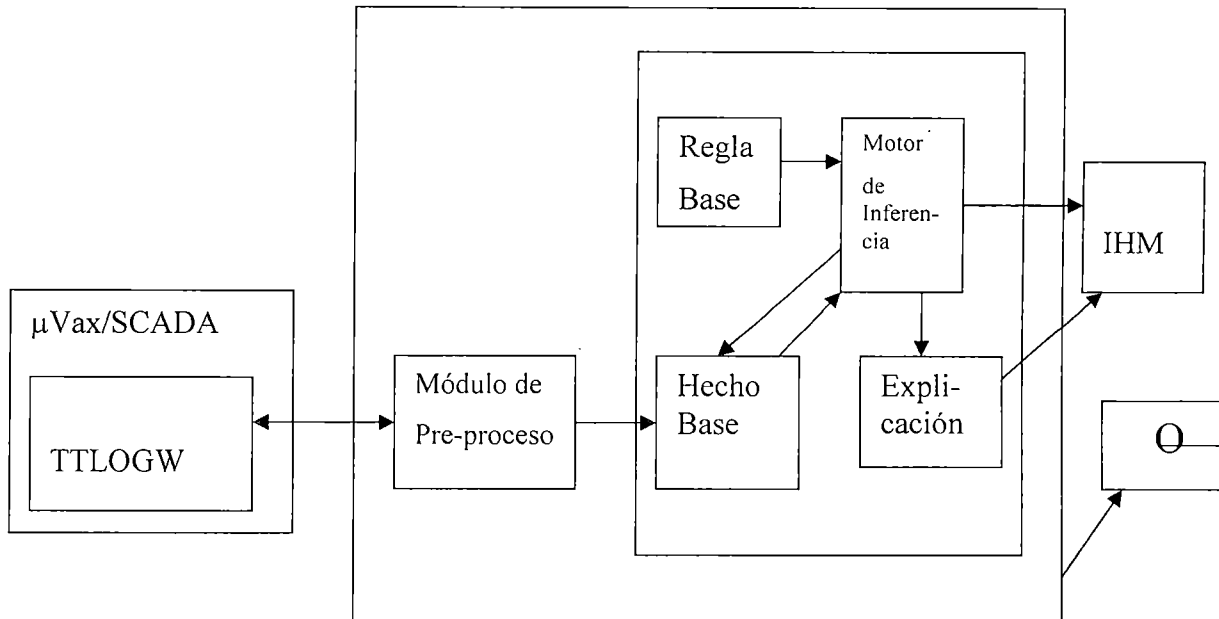 Regla
Base
Motor
de
Inferen-
cia
IHM
µVax/SCADA
TTLOGW
Módulo de
Pre-proceso
Hecho
Base
Expli-
cación
O